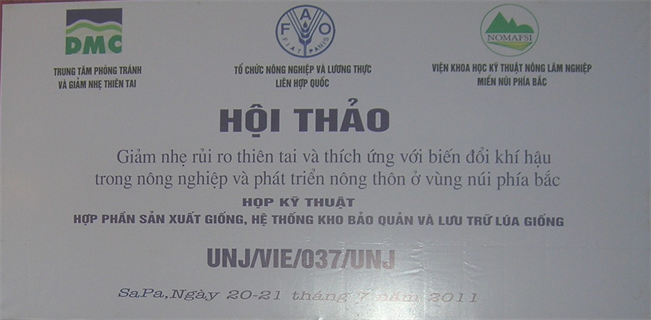 DMC
TRUNG TÂM PHÒNG TRÁNH
VÀ GIẢM NHẸ THIÊN TAI
F A O
FIAT PANIS
TỔ CHỨC NÔNG NGHIỆP VÀ LƯƠNG THỰC
LIÊN HỢP QUỐC
NOMAFSI
VIỆN KHOA HỌC KỸ THUẬT NÔNG LÂM NGHIỆP
MIỀN NÚI PHÍA BẮC
HỘI THẢO
Giảm nhẹ rủi ro thiên tai và thích ứng với biến đổi khí hậu
trong nông nghiệp và phát triển nông thôn ở vùng núi phía bắc
HỌP KỸ THUẬT
HỢP PHẦN SẢN XUẤT GIỐNG, HỆ THỐNG KHO BẢO QUẢN VÀ LƯU TRỮ LÚA GIỐNG
UNJ/VIE/037/UNJ
SaPa,Ngày 20-21 tháng 7 năm 2011